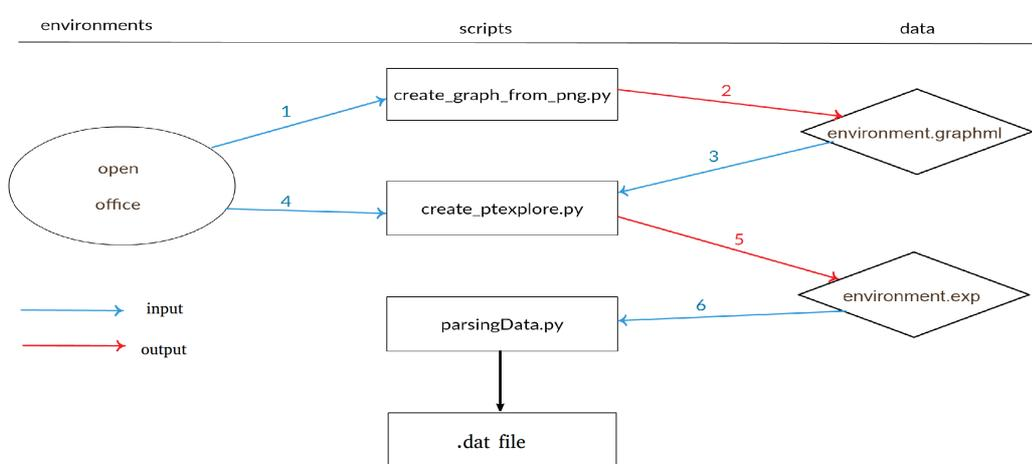 environments
scripts
data
create_graph_from_png.py
1
2
environment.graphml
open
office
3
4
create_ptexplore.py
5
environment.exp
input
output
parsingData.py
6
.dat file